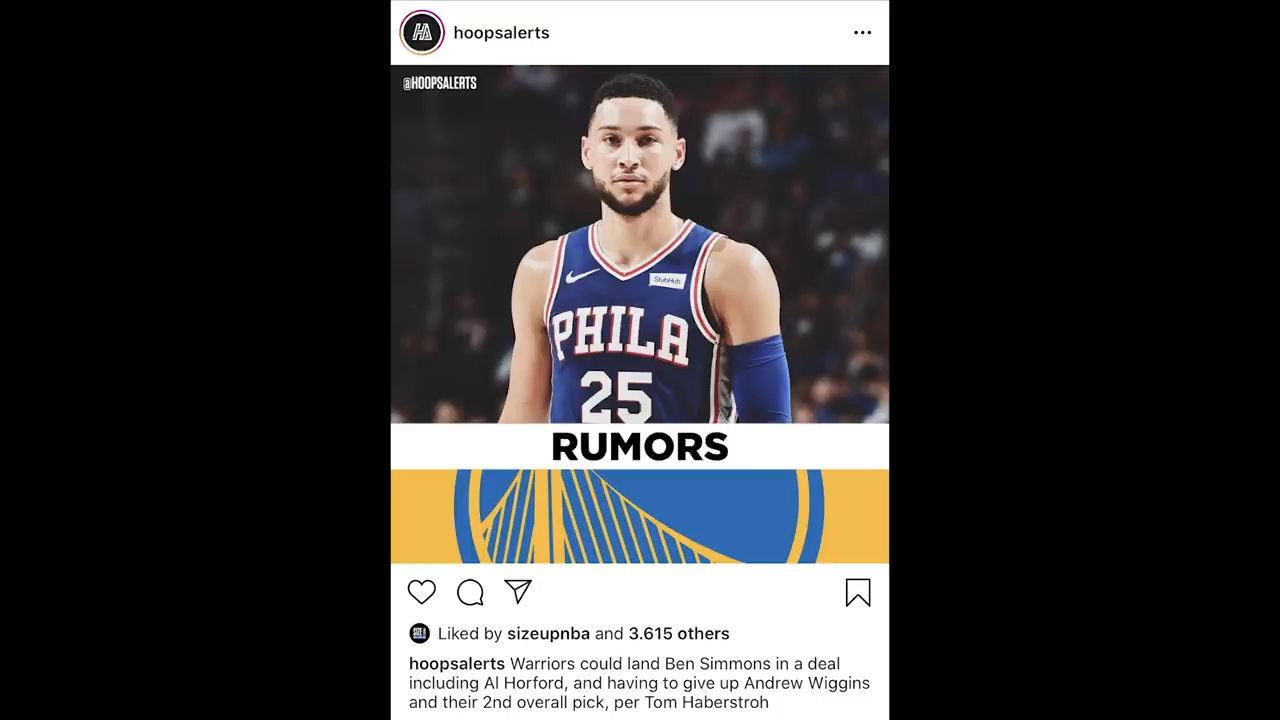 hoopsalerts
@HOOPSALERTS
StubHub
PHILA
25
RUMORS
Liked by sizeupnba and 3.615 others
hoopsalerts Warriors could land Ben Simmons in a deal
including Al Horford, and having to give up Andrew Wiggins
and their 2nd overall pick, per Tom Haberstroh